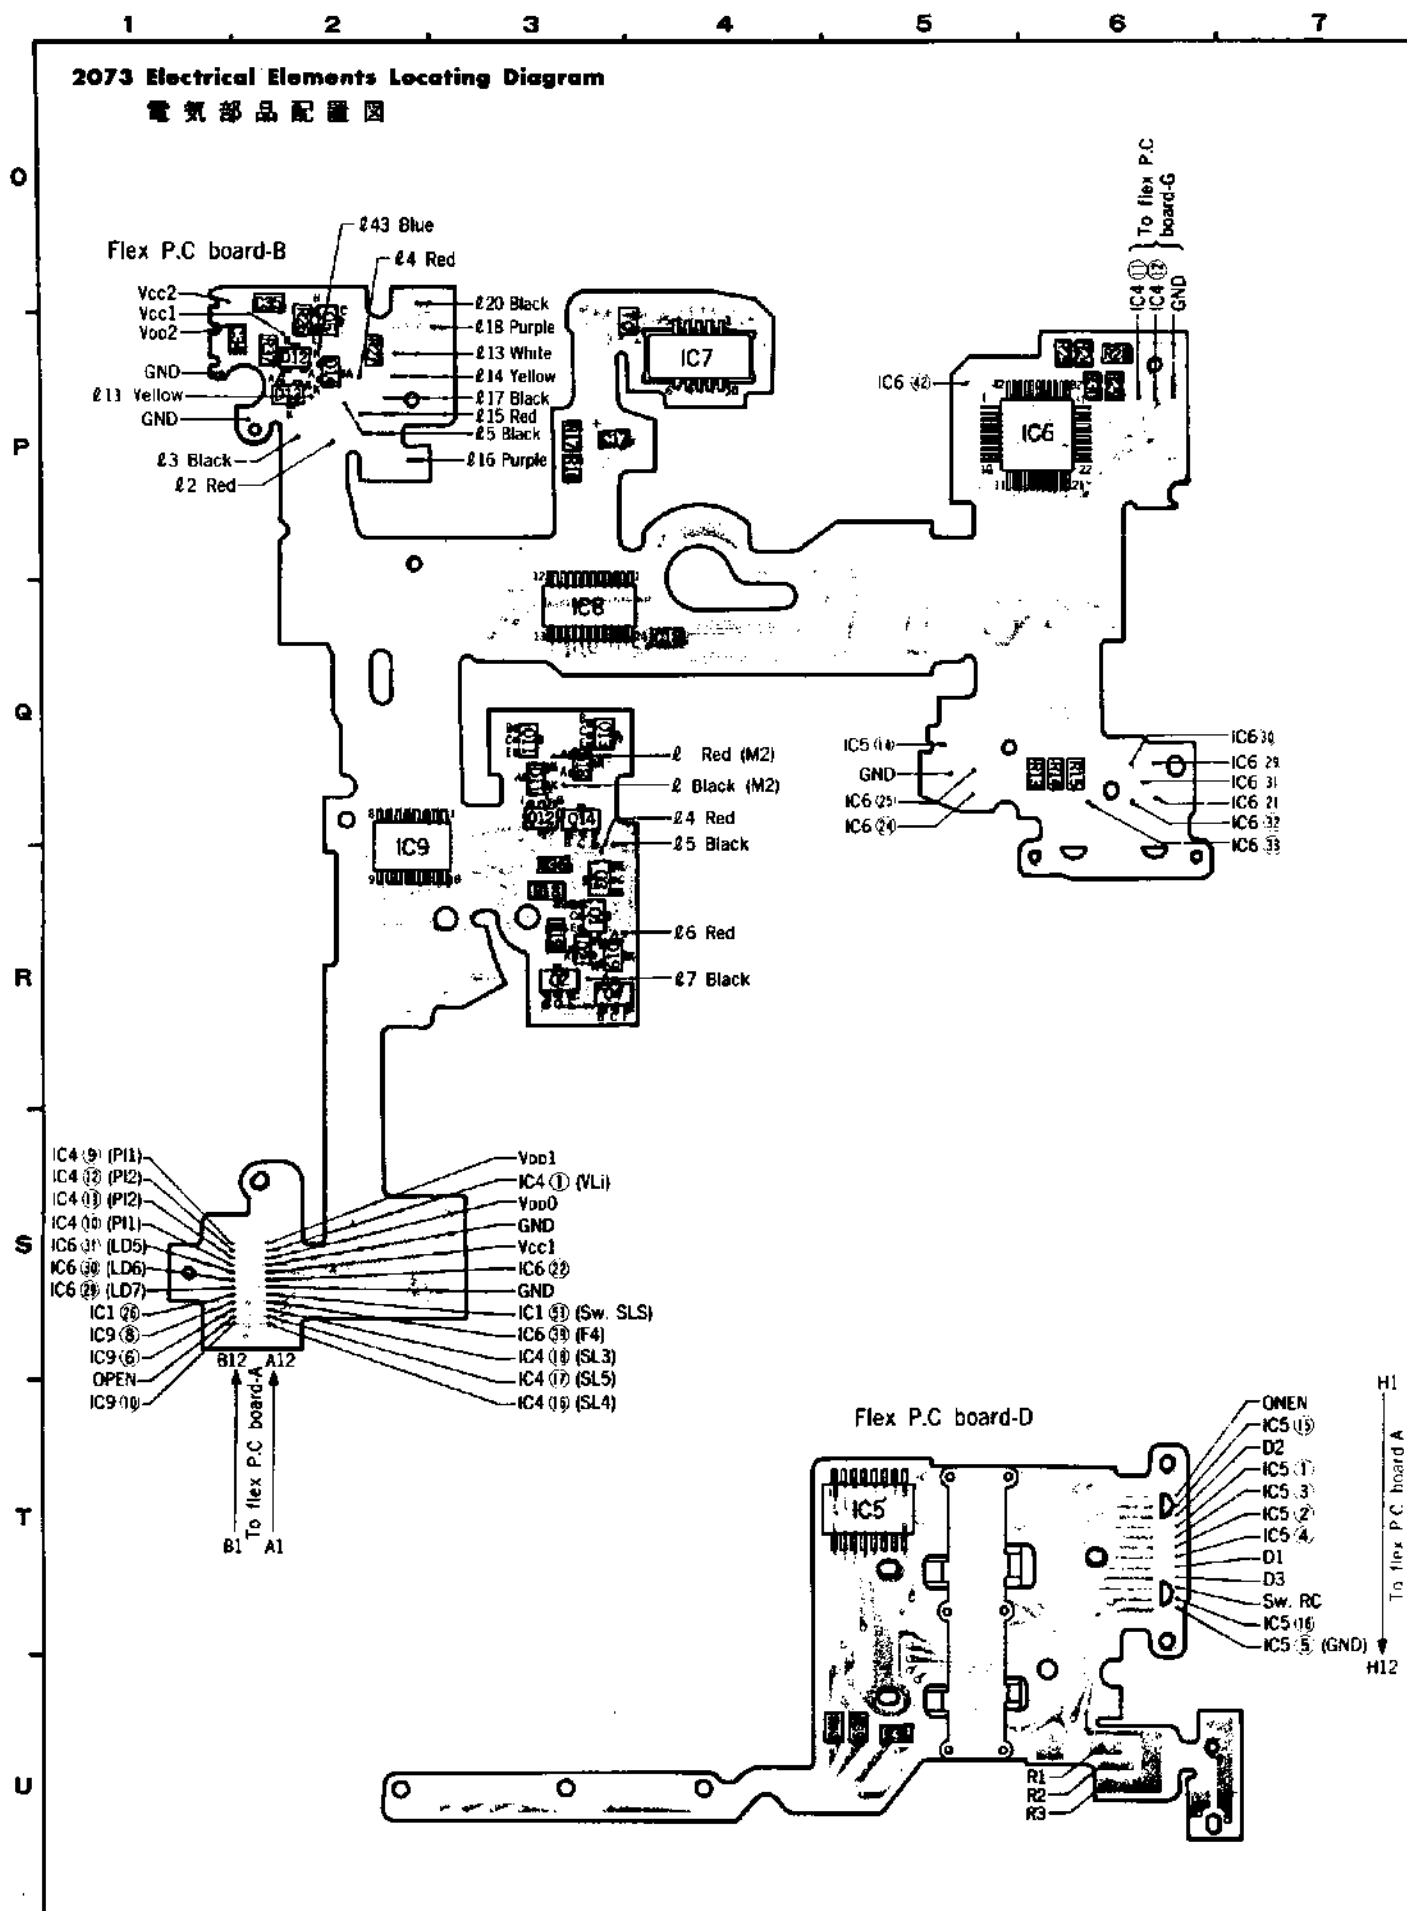 1 2 3 4 5 6 7
2073 Electrical Elements Locating Diagram
電気部品配置図
O
P
Q
R
S
T
U
Flex P.C board-B
ℓ43 Blue
ℓ4 Red
Vcc2
Vcc1
VDD2
GND
ℓ11 Yellow
GND
ℓ3 Black
ℓ2 Red
ℓ20 Black
ℓ18 Purple
ℓ13 White
ℓ14 Yellow
ℓ17 Black
ℓ15 Red
ℓ5 Black
ℓ16 Purple
IC7
IC4 ⑪
IC4 ⑫
GND
To flex P.C
board-G
IC6 ㊷
IC6
IC8
IC9
ℓ Red (M2)
ℓ Black (M2)
ℓ4 Red
ℓ5 Black
ℓ6 Red
ℓ7 Black
Q12
Q14
IC5 ⑭
GND
IC6 ㉕
IC6 ㉔
R13
R14
R15
IC6 30
IC6 29
IC6 31
IC6 21
IC6 ㉜
IC6 ㉝
IC4 ⑨ (PI1)
IC4 ⑫ (PI2)
IC4 ⑪ (PI2)
IC4 ⑩ (PI1)
IC6 ㉛ (LD5)
IC6 ㉚ (LD6)
IC6 ㉙ (LD7)
IC1 ㉖
IC9 ⑧
IC9 ⑥
OPEN
IC9 ⑩
VDD1
IC4 ① (VLi)
VDD0
GND
Vcc1
IC6 ㉒
GND
IC1 (51) (Sw. SLS)
IC6 ㊴ (F4)
IC4 ⑱ (SL3)
IC4 ⑰ (SL5)
IC4 ⑯ (SL4)
B12 A12
To flex P.C board-A
B1 A1
Flex P.C board-D
IC5
ONEN
IC5 ⑮
D2
IC5 ①
IC5 ③
IC5 ②
IC5 ④
D1
D3
Sw. RC
IC5 ⑯
IC5 ⑤ (GND)
H1
To flex P.C board A
H12
R1
R2
R3